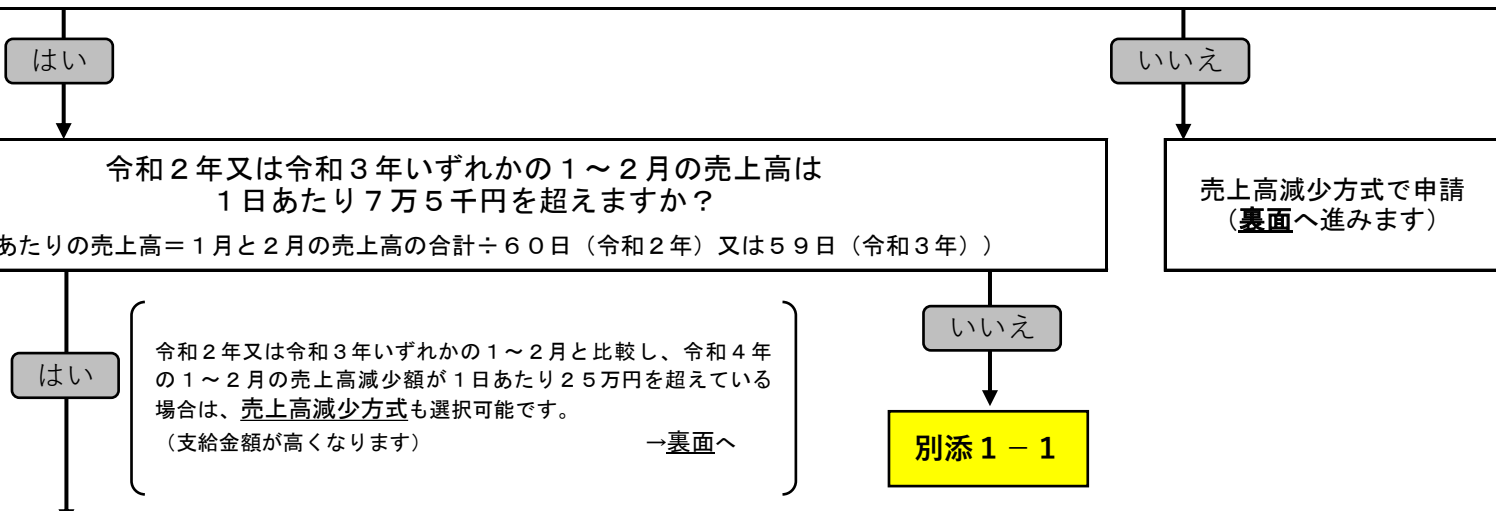 はい
いいえ
令和２年又は令和３年いずれかの１～２月の売上高は
１日あたり７万５千円を超えますか？
あたりの売上高＝１月と２月の売上高の合計÷６０日（令和２年）又は５９日（令和３年））
売上高減少方式で申請
（裏面へ進みます）
はい
令和２年又は令和３年いずれかの１～２月と比較し、令和４年
の１～２月の売上高減少額が１日あたり２５万円を超えている
場合は、売上高減少方式も選択可能です。
（支給金額が高くなります）　→裏面へ
いいえ
別添１－１